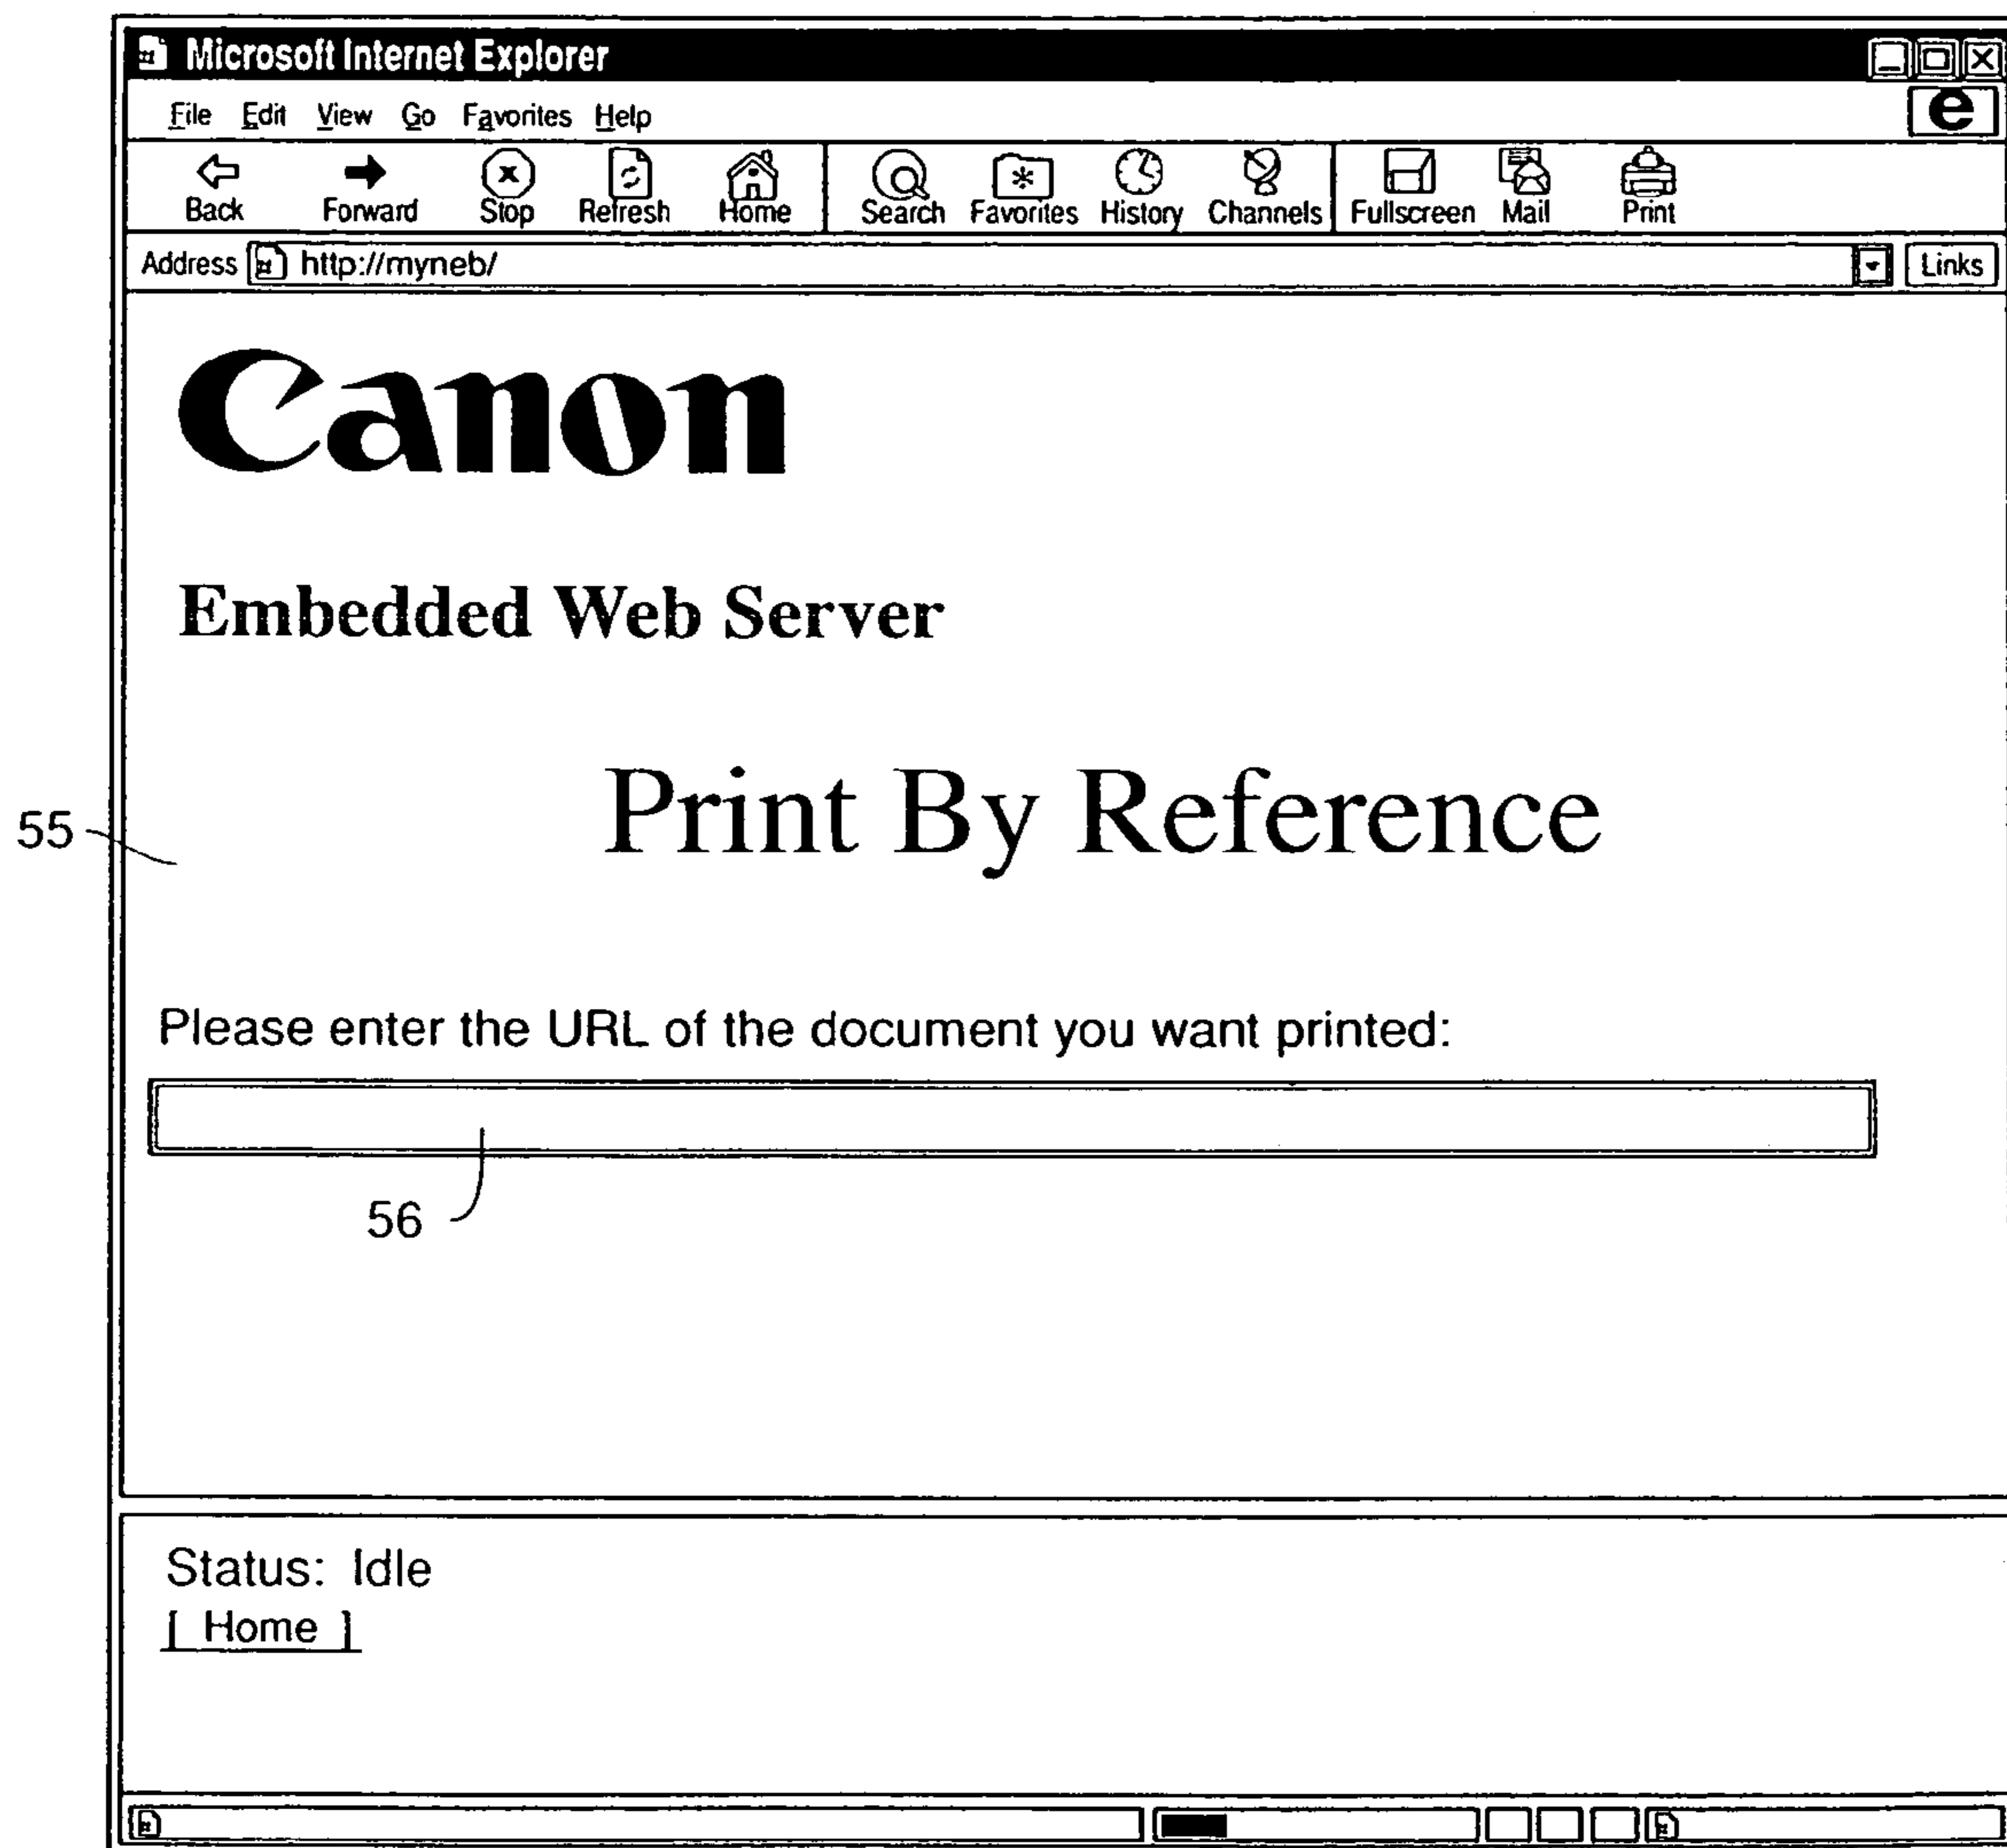 Microsoft Internet Explorer
File Edit View Go Favorites Help
e
Back Forward Stop Refresh Home Search Favorites History Channels Fullscreen Mail Print
Address http://myneb/ Links
Canon
Embedded Web Server
Print By Reference
55
Please enter the URL of the document you want printed:
56
Status: Idle
[ Home ]